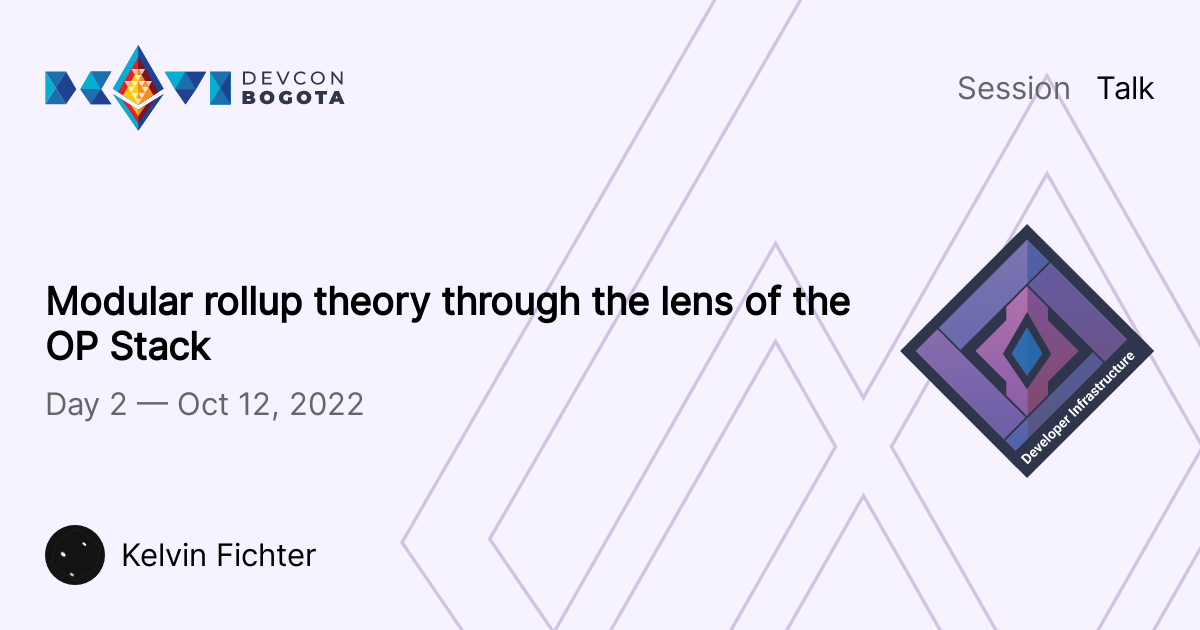 DEVCON
BOGOTA
Session Talk
Modular rollup theory through the lens of the
OP Stack
Day 2 — Oct 12, 2022
Developer Infrastructure
Kelvin Fichter